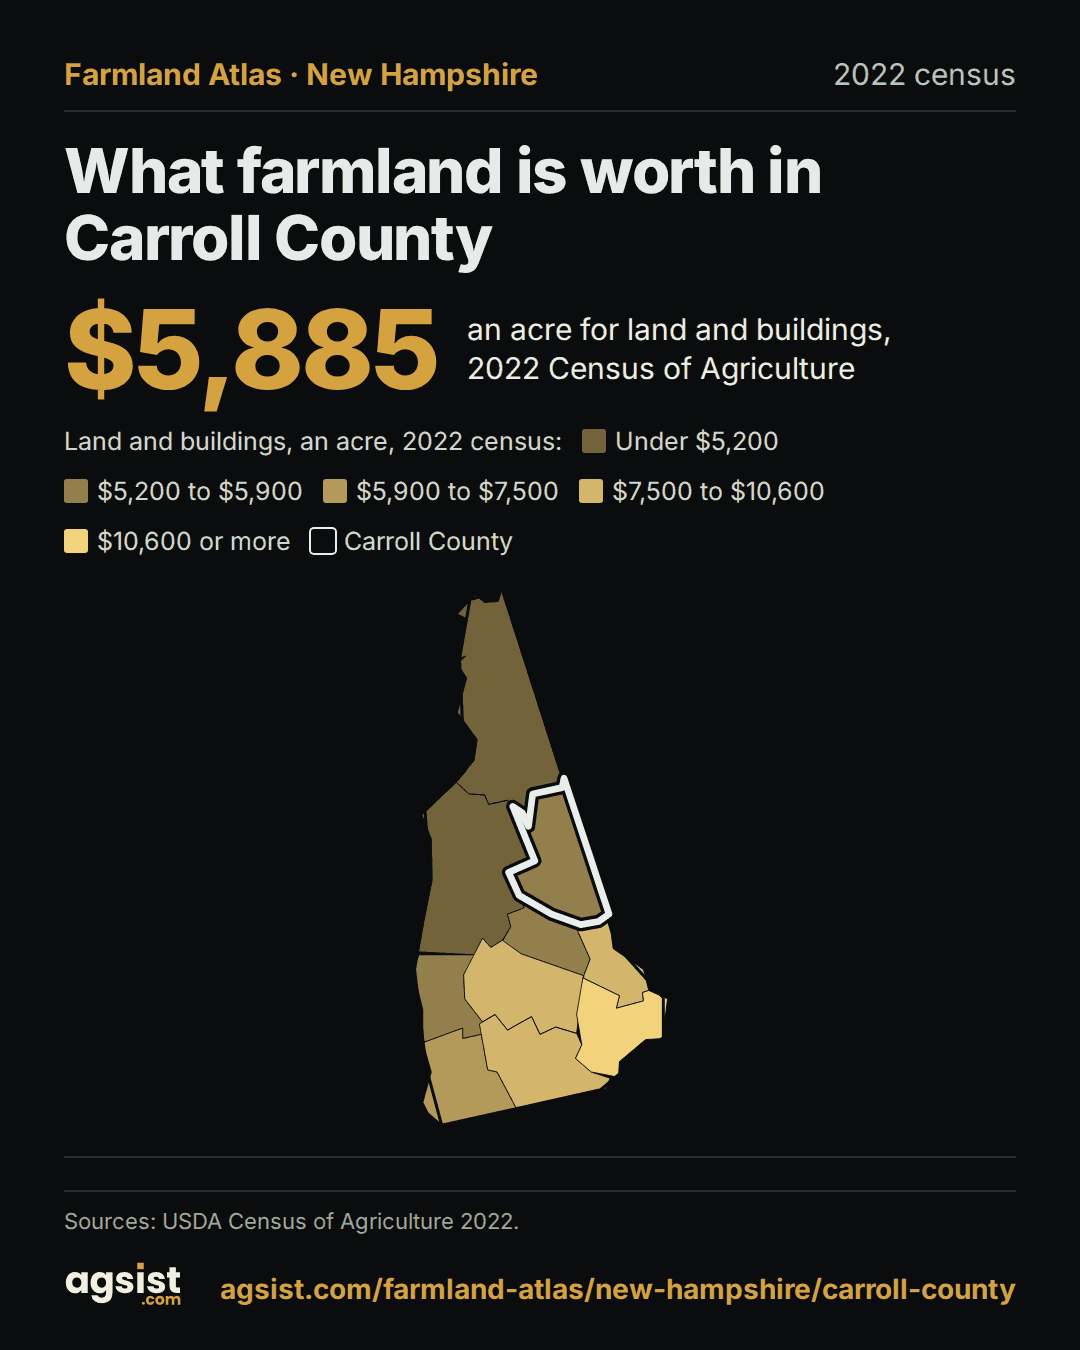 Farmland Atlas · New Hampshire
2022 census
What farmland is worth in
Carroll County
$5,885
an acre for land and buildings,
2022 Census of Agriculture
Land and buildings, an acre, 2022 census: Under $5,200
$5,200 to $5,900 $5,900 to $7,500 $7,500 to $10,600
$10,600 or more Carroll County
Sources: USDA Census of Agriculture 2022.
agsist
.com
agsist.com/farmland-atlas/new-hampshire/carroll-county